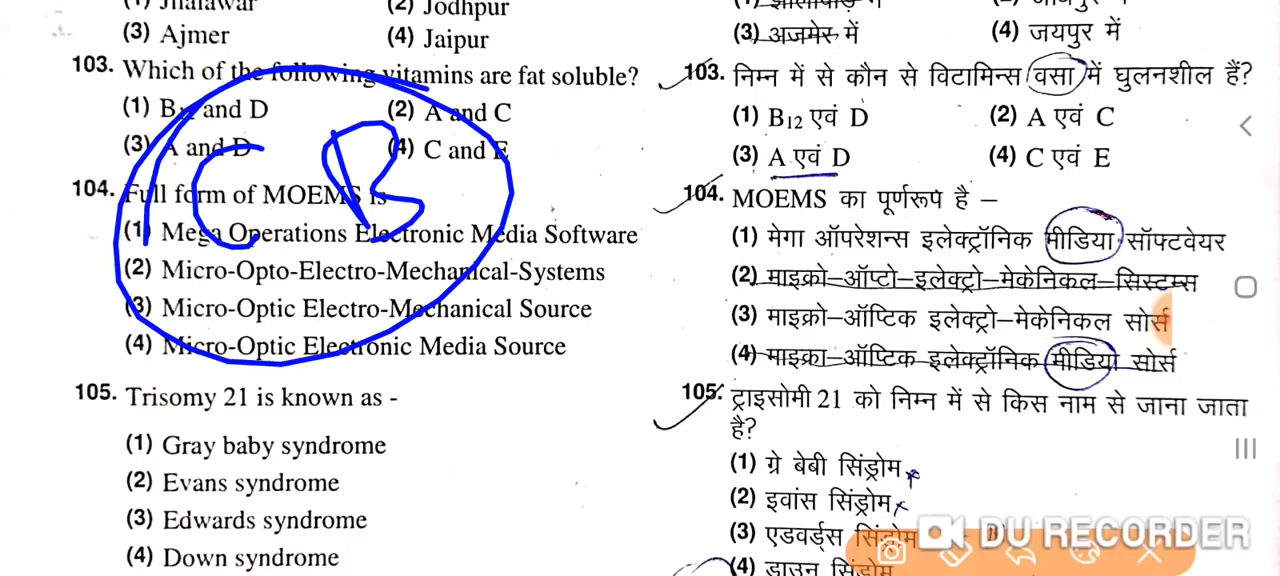 (1) Jhalawar
(2) Jodhpur
(3) Ajmer
(4) Jaipur
103. Which of the following vitamins are fat soluble?
(1) B12 and D
(2) A and C
(3) A and D
(4) C and E
104. Full form of MOEMS is
(1) Mega Operations Electronic Media Software
(2) Micro-Opto-Electro-Mechanical-Systems
(3) Micro-Optic Electro-Mechanical Source
(4) Micro-Optic Electronic Media Source
C B
105. Trisomy 21 is known as -
(1) Gray baby syndrome
(2) Evans syndrome
(3) Edwards syndrome
(4) Down syndrome
(3) अजमेर में
(4) जयपुर में
103. निम्न में से कौन से विटामिन्स वसा में घुलनशील हैं?
(1) B12 एवं D
(2) A एवं C
(3) A एवं D
(4) C एवं E
104. MOEMS का पूर्णरूप है –
(1) मेगा ऑपरेशन्स इलेक्ट्रॉनिक मीडिया सॉफ्टवेयर
(2) माइक्रो–ऑप्टो–इलेक्ट्रो–मेकेनिकल–सिस्टम्स
(3) माइक्रो–ऑप्टिक इलेक्ट्रो–मेकेनिकल सोर्स
(4) माइक्रा–ऑप्टिक इलेक्ट्रॉनिक मीडिया सोर्स
105. ट्राइसोमी 21 को निम्न में से किस नाम से जाना जाता
है?
(1) ग्रे बेबी सिंड्रोम
(2) इवांस सिंड्रोम
(3) एडवर्ड्स सिंड्रोम
(4) डाउन सिंड्रोम
DU RECORDER